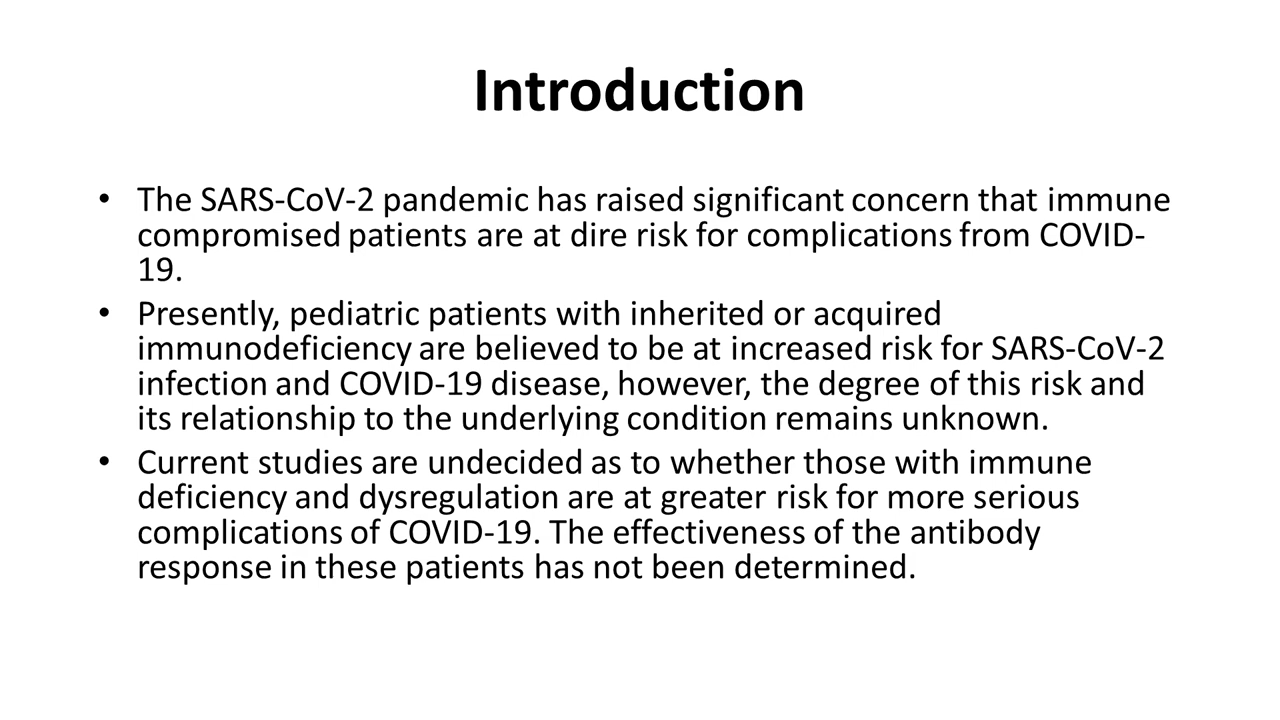 Introduction
• The SARS-CoV-2 pandemic has raised significant concern that immune
compromised patients are at dire risk for complications from COVID-
19.
• Presently, pediatric patients with inherited or acquired
immunodeficiency are believed to be at increased risk for SARS-CoV-2
infection and COVID-19 disease, however, the degree of this risk and
its relationship to the underlying condition remains unknown.
• Current studies are undecided as to whether those with immune
deficiency and dysregulation are at greater risk for more serious
complications of COVID-19. The effectiveness of the antibody
response in these patients has not been determined.